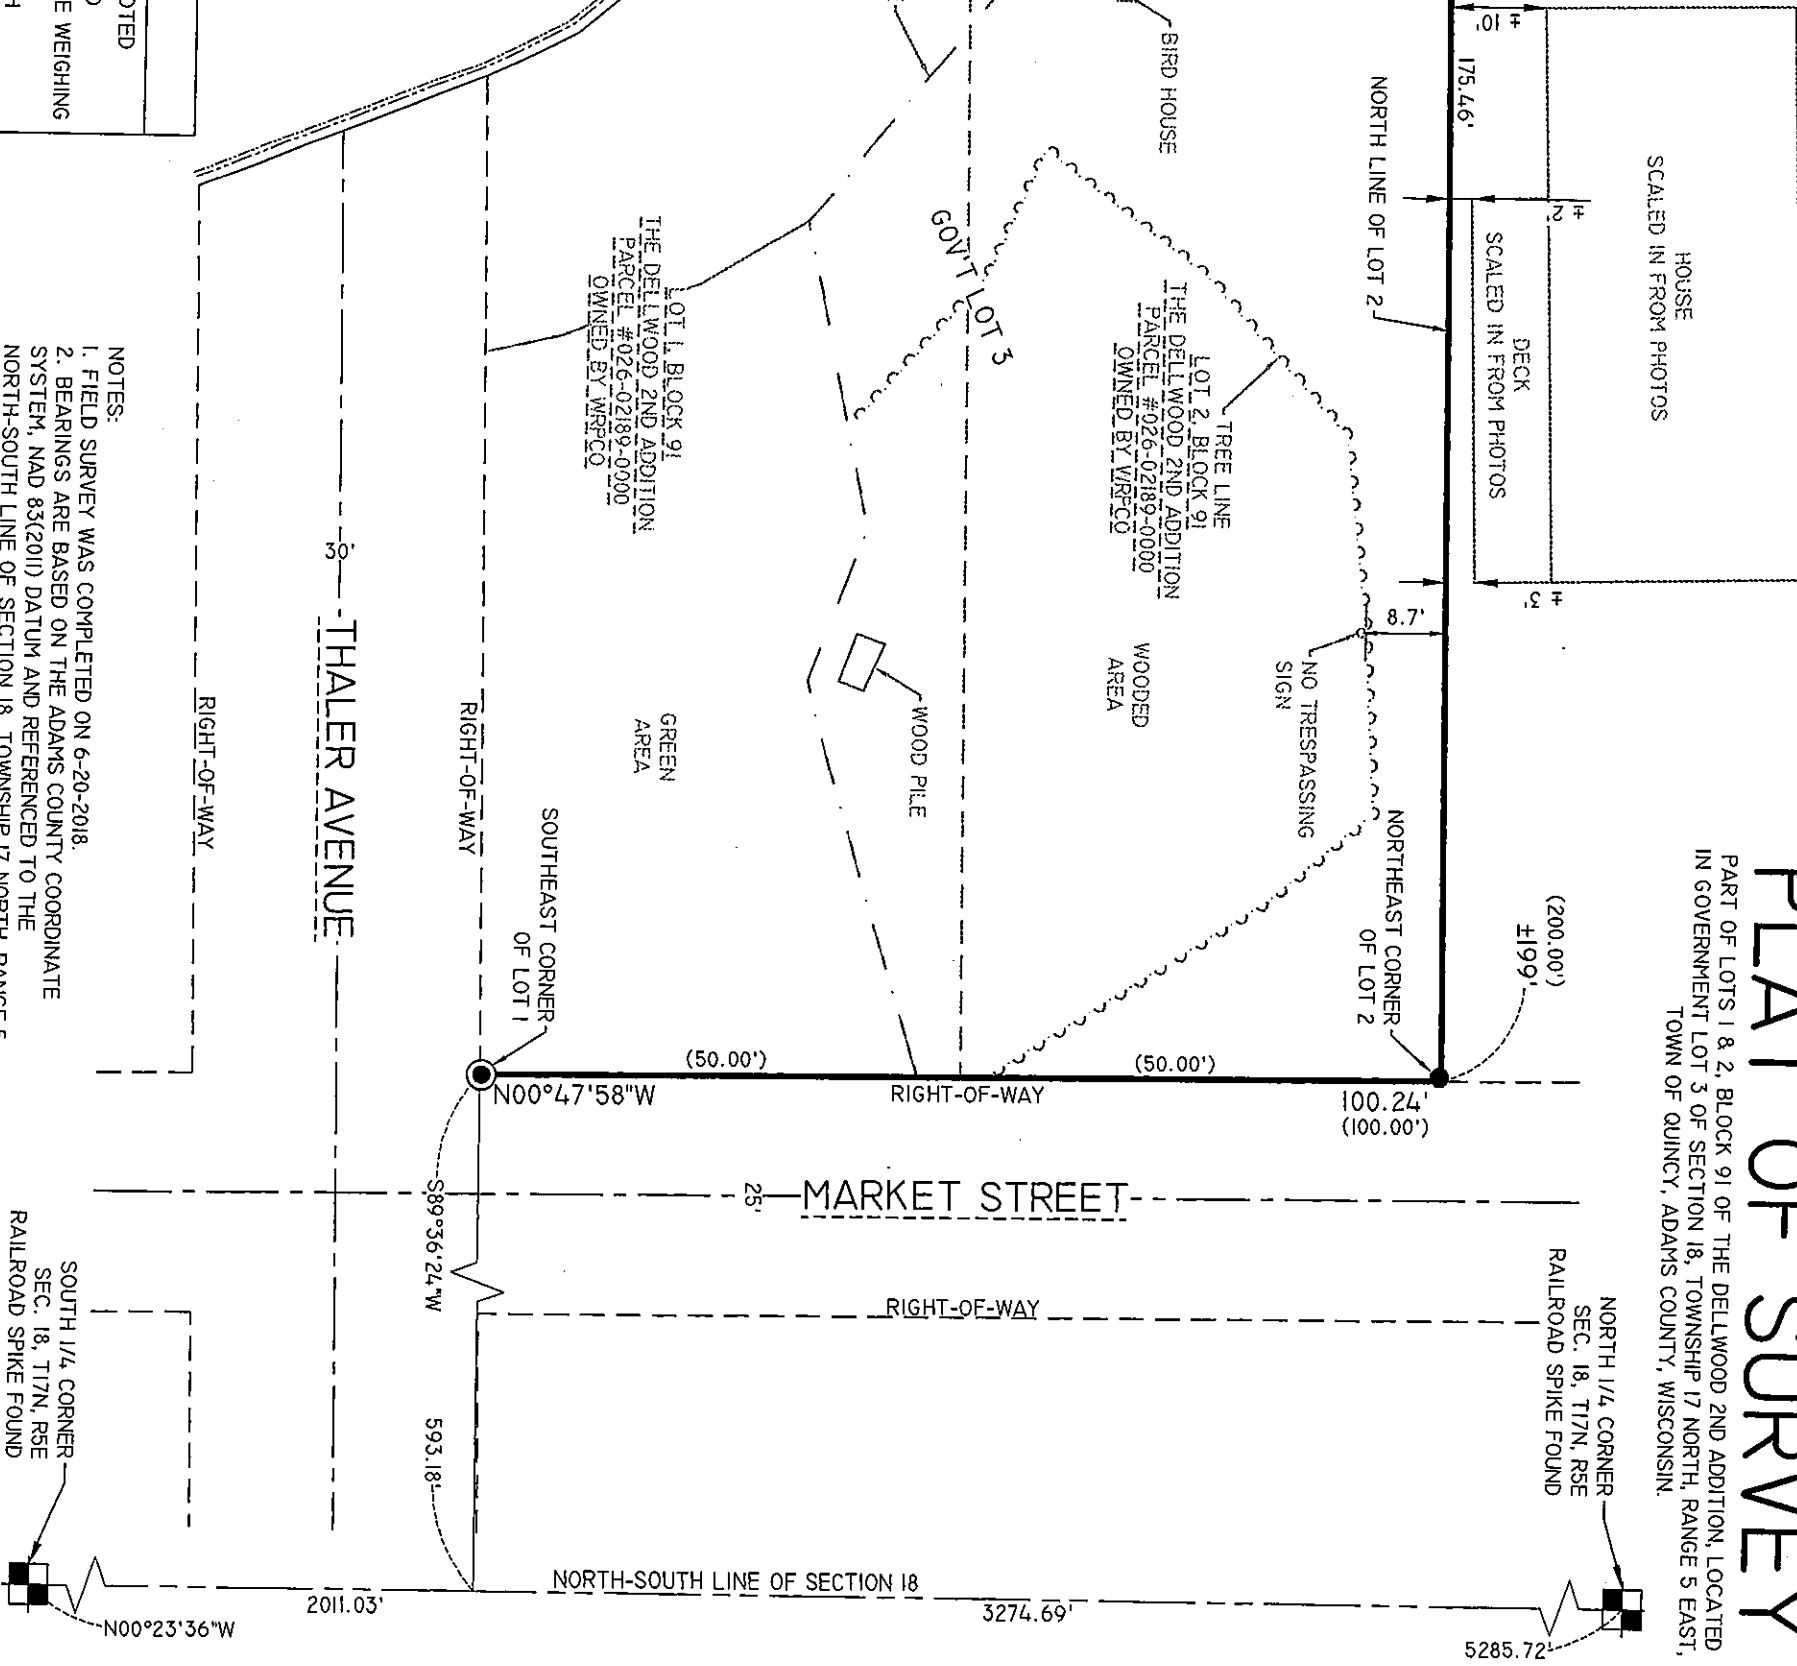 PLAT OF SURVEY
PART OF LOTS 1 & 2, BLOCK 91 OF THE DELLWOOD 2ND ADDITION, LOCATED
IN GOVERNMENT LOT 3 OF SECTION 18, TOWNSHIP 17 NORTH, RANGE 5 EAST,
TOWN OF QUINCY, ADAMS COUNTY, WISCONSIN.
HOUSE
SCALED IN FROM PHOTOS
DECK
SCALED IN FROM PHOTOS
± 10'
± 2'
± 3'
175.46'
NORTH LINE OF LOT 2
8.7'
(200.00')
±199'
NORTHEAST CORNER
OF LOT 2
NORTH 1/4 CORNER
SEC. 18, T17N, R5E
RAILROAD SPIKE FOUND
5285.72'
BIRD HOUSE
TREE LINE
LOT 2, BLOCK 91
THE DELLWOOD 2ND ADDITION
PARCEL #026-02189-0000
OWNED BY WRPCO
NO TRESPASSING
SIGN
WOODED
AREA
GOV'T LOT 3
WOOD PILE
100.24'
(100.00')
(50.00')
RIGHT-OF-WAY
(50.00')
N00°47'58"W
MARKET STREET
25'
RIGHT-OF-WAY
3274.69'
NORTH-SOUTH LINE OF SECTION 18
2011.03'
LOT 1, BLOCK 91
THE DELLWOOD 2ND ADDITION
PARCEL #026-02189-0000
OWNED BY WRPCO
GREEN
AREA
SOUTHEAST CORNER
OF LOT 1
RIGHT-OF-WAY
S89°36'24"W
593.18'
30'
THALER AVENUE
RIGHT-OF-WAY
SOUTH 1/4 CORNER
SEC. 18, T17N, R5E
RAILROAD SPIKE FOUND
N00°23'36"W
NOTES:
1. FIELD SURVEY WAS COMPLETED ON 6-20-2018.
2. BEARINGS ARE BASED ON THE ADAMS COUNTY COORDINATE
SYSTEM, NAD 83(2011) DATUM AND REFERENCED TO THE
NORTH-SOUTH LINE OF SECTION 18, TOWNSHIP 17 NORTH, RANGE 5
WEIGHING